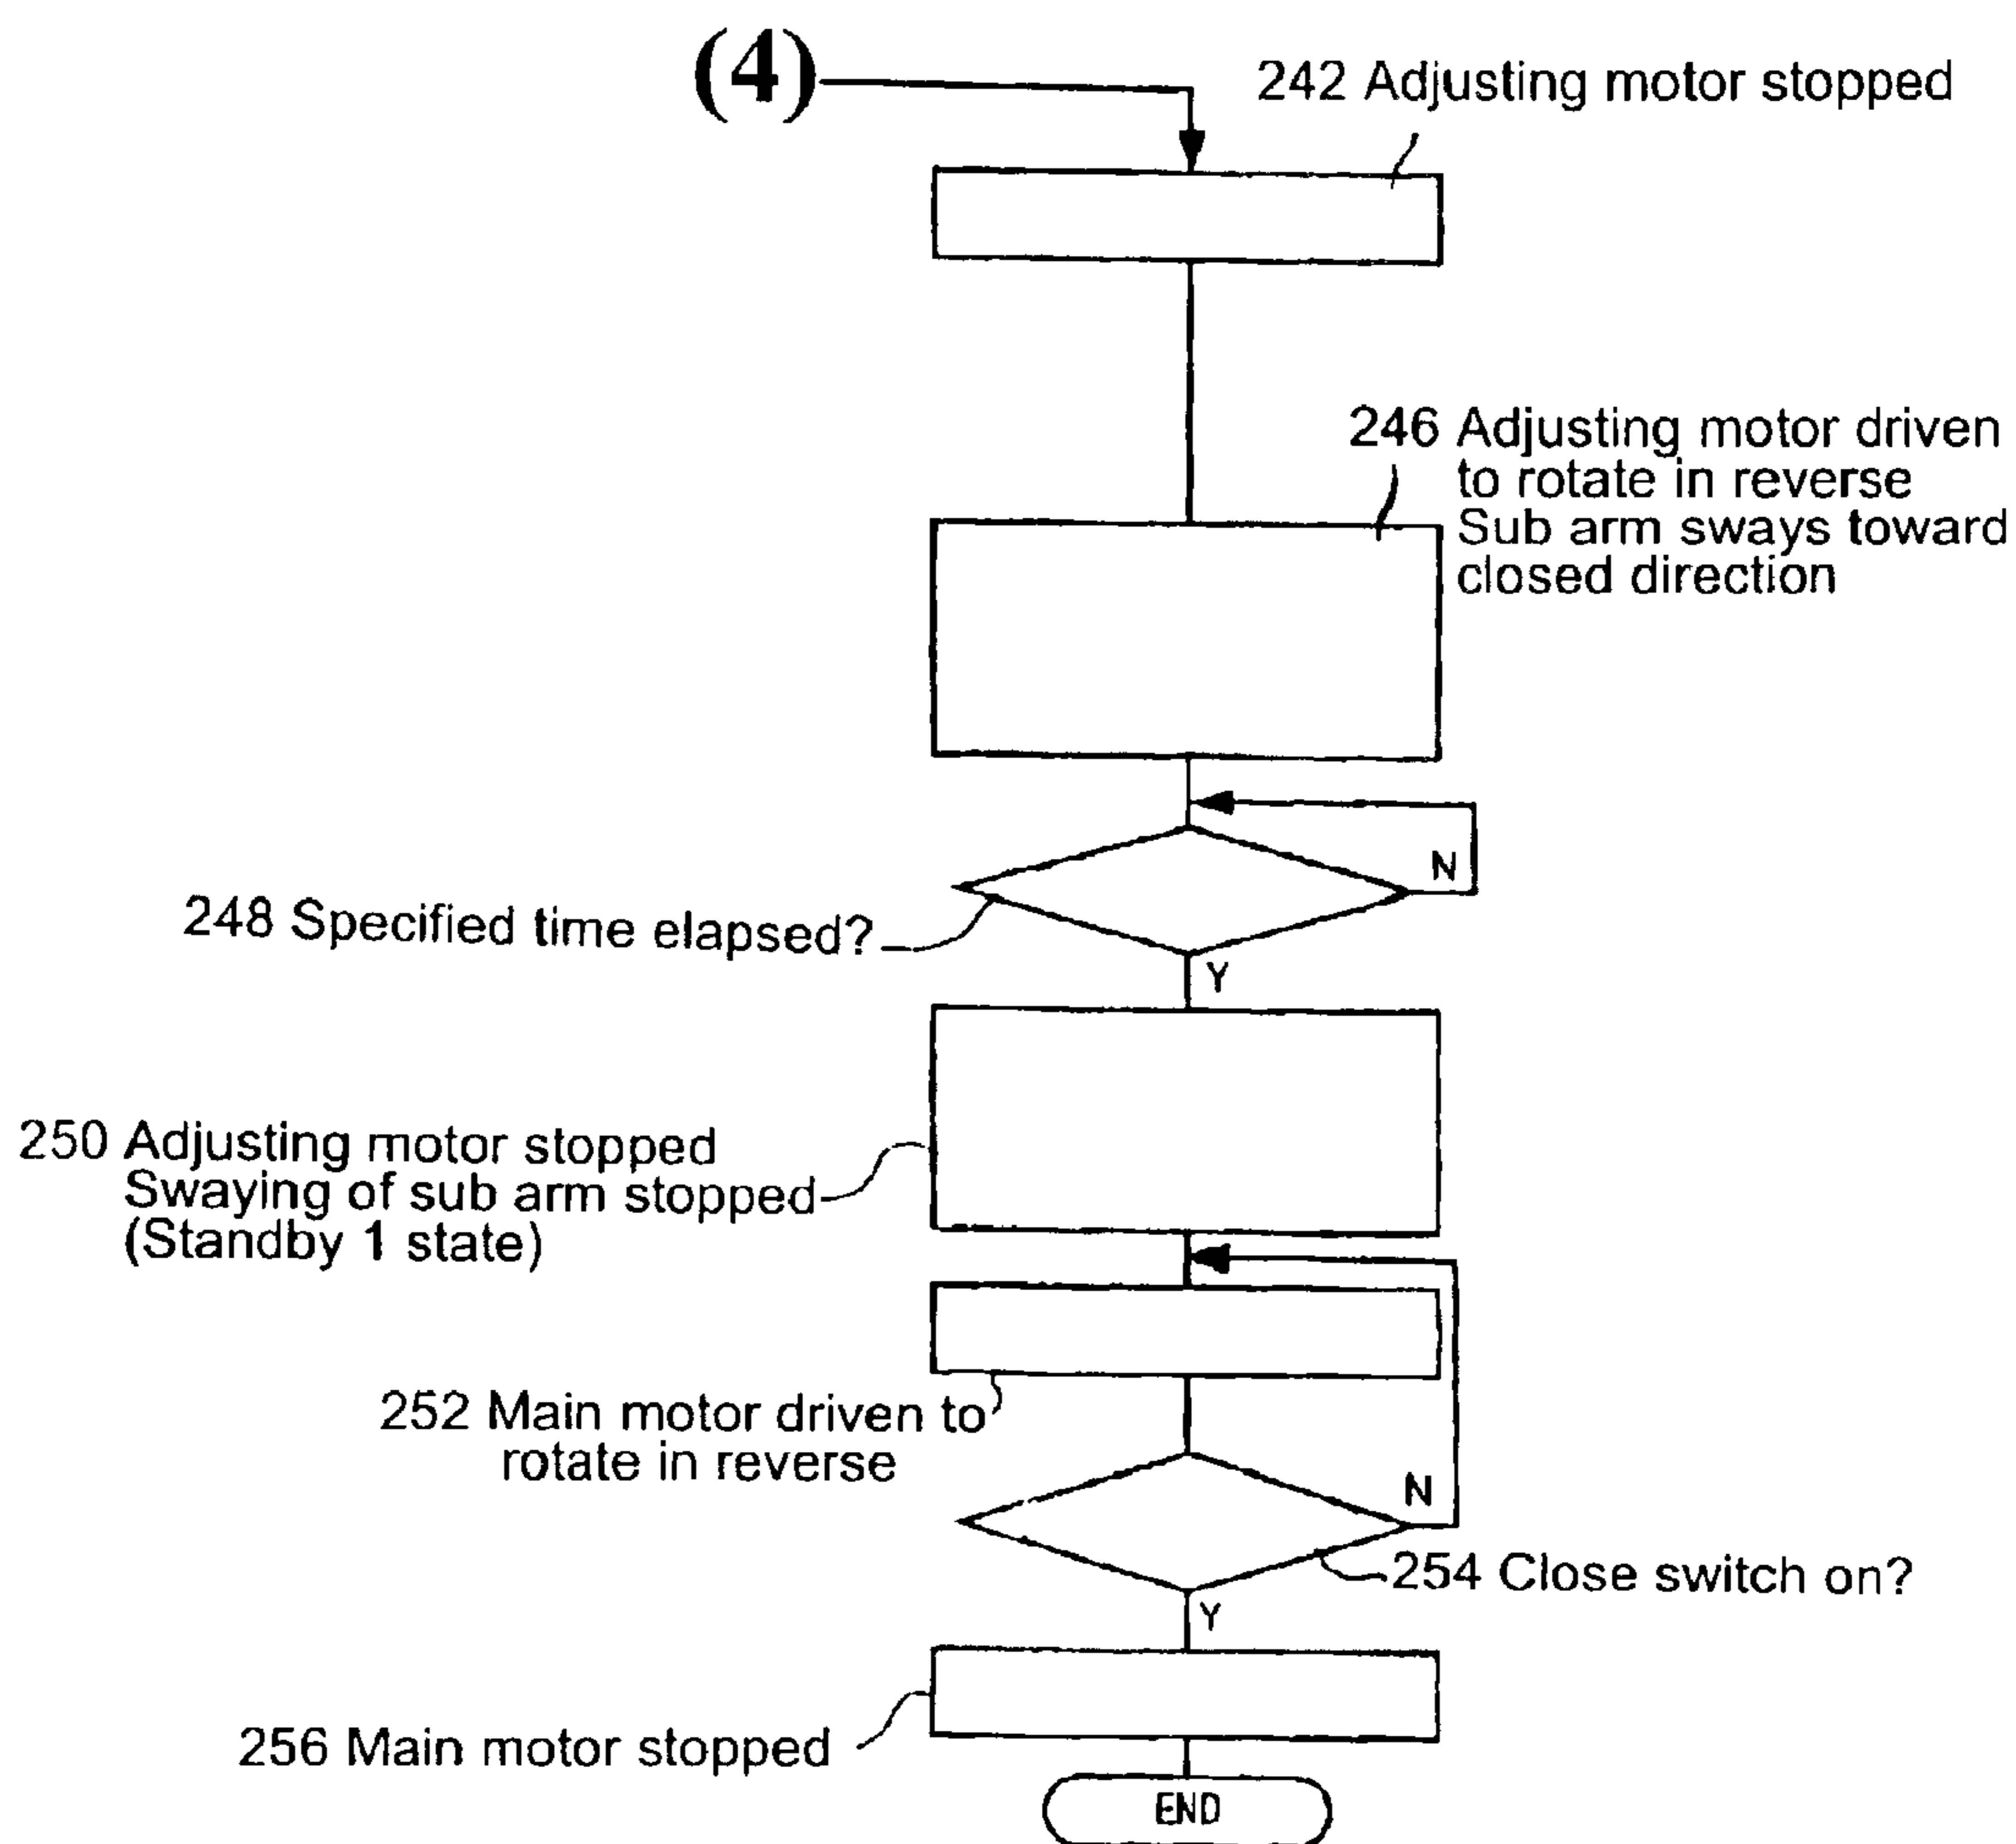 (4)
242 Adjusting motor stopped
246 Adjusting motor driven
to rotate in reverse
Sub arm sways toward
closed direction
N
248 Specified time elapsed?
Y
250 Adjusting motor stopped
Swaying of sub arm stopped
(Standby 1 state)
252 Main motor driven to
rotate in reverse
N
254 Close switch on?
Y
256 Main motor stopped
END